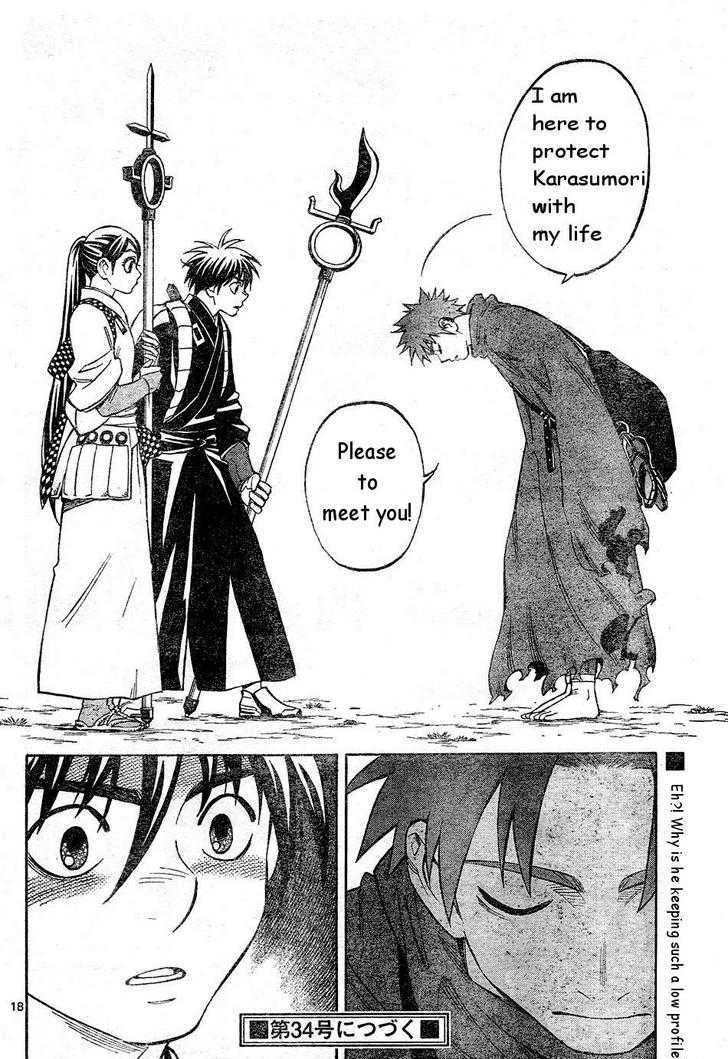 I am
here to
protect
Karasumori
with
my life
Please
to
meet you!
Eh?! Why is he keeping such a low profile
第34号につづく
18